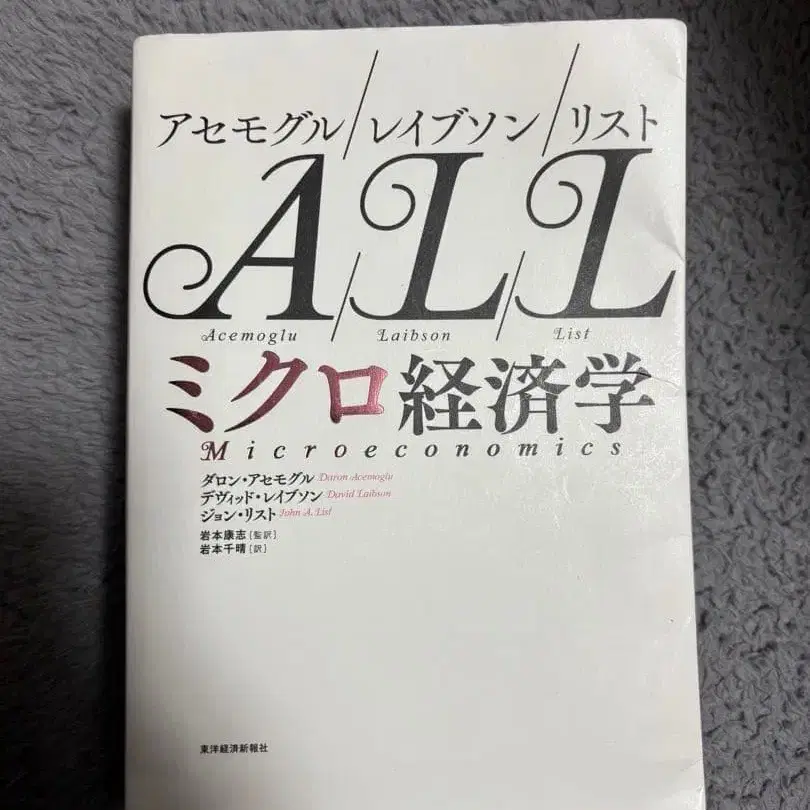 アセモグル/レイブソン/リスト
A/L/L
Acemoglu Laibson List
ミクロ経済学
Microeconomics
ダロン・アセモグル Daron Acemoglu
デヴィッド・レイブソン David Laibson
ジョン・リスト John A. List
岩本康志［監訳］
岩本千晴［訳］
東洋経済新報社